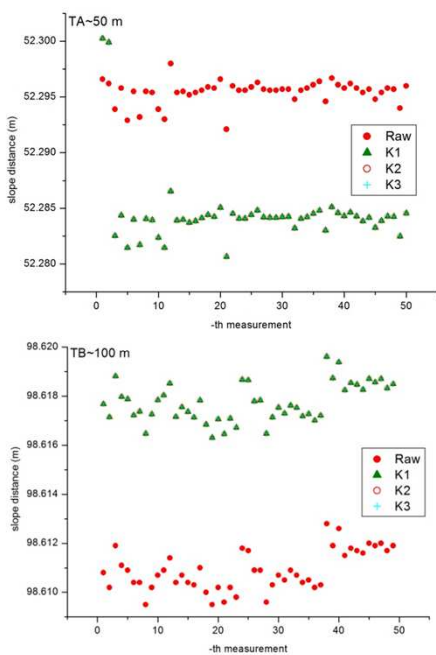 TA~50 m
52.300
52.295
52.290
52.285
52.280
slope distance (m)
0 10 20 30 40 50
-th measurement
Raw
K1
K2
K3
TB~100 m
98.620
98.618
98.616
98.614
98.612
98.610
slope distance (m)
0 10 20 30 40 50
-th measurement
Raw
K1
K2
K3